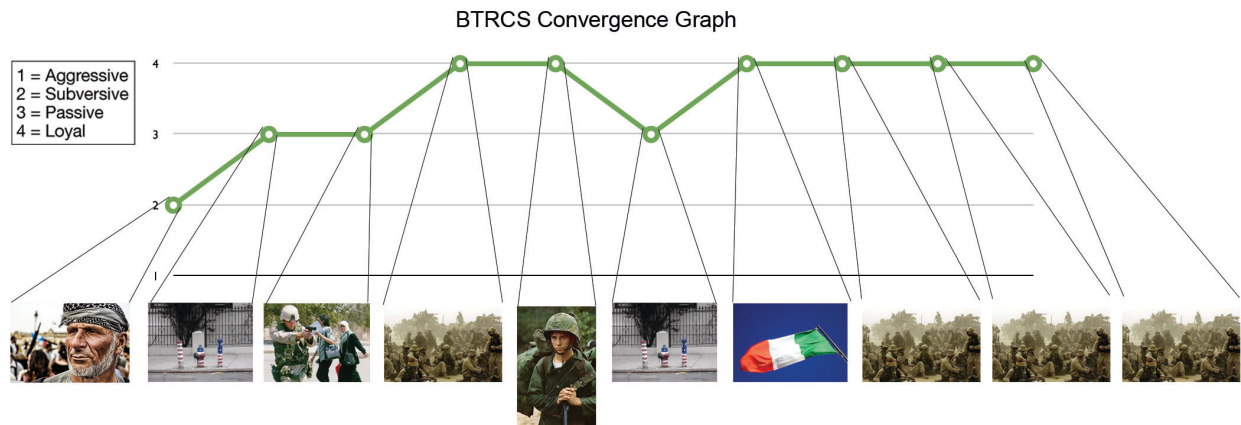 BTRCS Convergence Graph
1 = Aggressive
2 = Subversive
3 = Passive
4 = Loyal
4
3
2
1